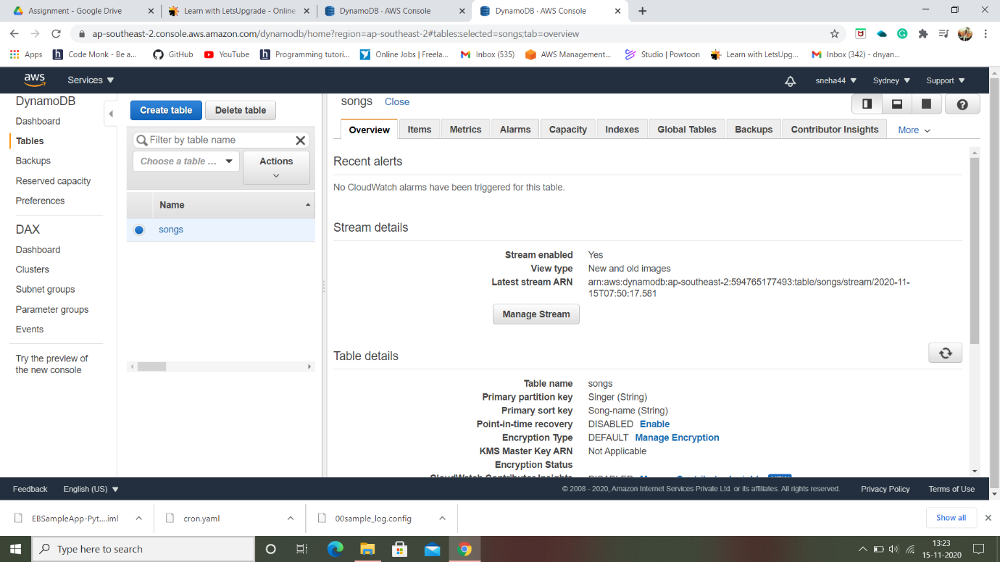 Assignment - Google Drive
Learn with LetsUpgrade - Online
DynamoDB · AWS Console
DynamoDB · AWS Console
ap-southeast-2.console.aws.amazon.com/dynamodb/home?region=ap-southeast-2#tables:selected=songs;tab=overview
Apps
Code Monk - Be a...
GitHub
YouTube
Programming tutori...
Online Jobs | Freela...
Inbox (535)
AWS Management...
Studio | Powtoon
Learn with LetsUpg...
Inbox (342) - dnyan...
aws
Services
sneha44
Sydney
Support
DynamoDB
Dashboard
Tables
Backups
Reserved capacity
Preferences
DAX
Dashboard
Clusters
Subnet groups
Parameter groups
Events
Try the preview of
the new console
Create table
Delete table
Filter by table name
Choose a table ...
Actions
Name
songs
songs Close
Overview
Items
Metrics
Alarms
Capacity
Indexes
Global Tables
Backups
Contributor Insights
More
Recent alerts
No CloudWatch alarms have been triggered for this table.
Stream details
Stream enabled Yes
View type New and old images
Latest stream ARN arn:aws:dynamodb:ap-southeast-2:594765177493:table/songs/stream/2020-11-
15T07:50:17.581
Manage Stream
Table details
Table name songs
Primary partition key Singer (String)
Primary sort key Song-name (String)
Point-in-time recovery DISABLED Enable
Encryption Type DEFAULT Manage Encryption
KMS Master Key ARN Not Applicable
Encryption Status
Feedback
English (US)
© 2008 - 2020, Amazon Internet Services Private Ltd. or its affiliates. All rights reserved.
Privacy Policy
Terms of Use
EBSampleApp-Pyt....iml
cron.yaml
00sample_log.config
Show all
Type here to search
13:23
15-11-2020